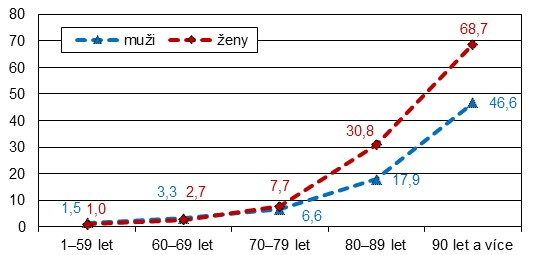 80
70
60
50
40
30
20
10
0
muži
ženy
1,5
1,0
3,3
2,7
7,7
6,6
30,8
17,9
68,7
46,6
1–59 let
60–69 let
70–79 let
80–89 let
90 let a více